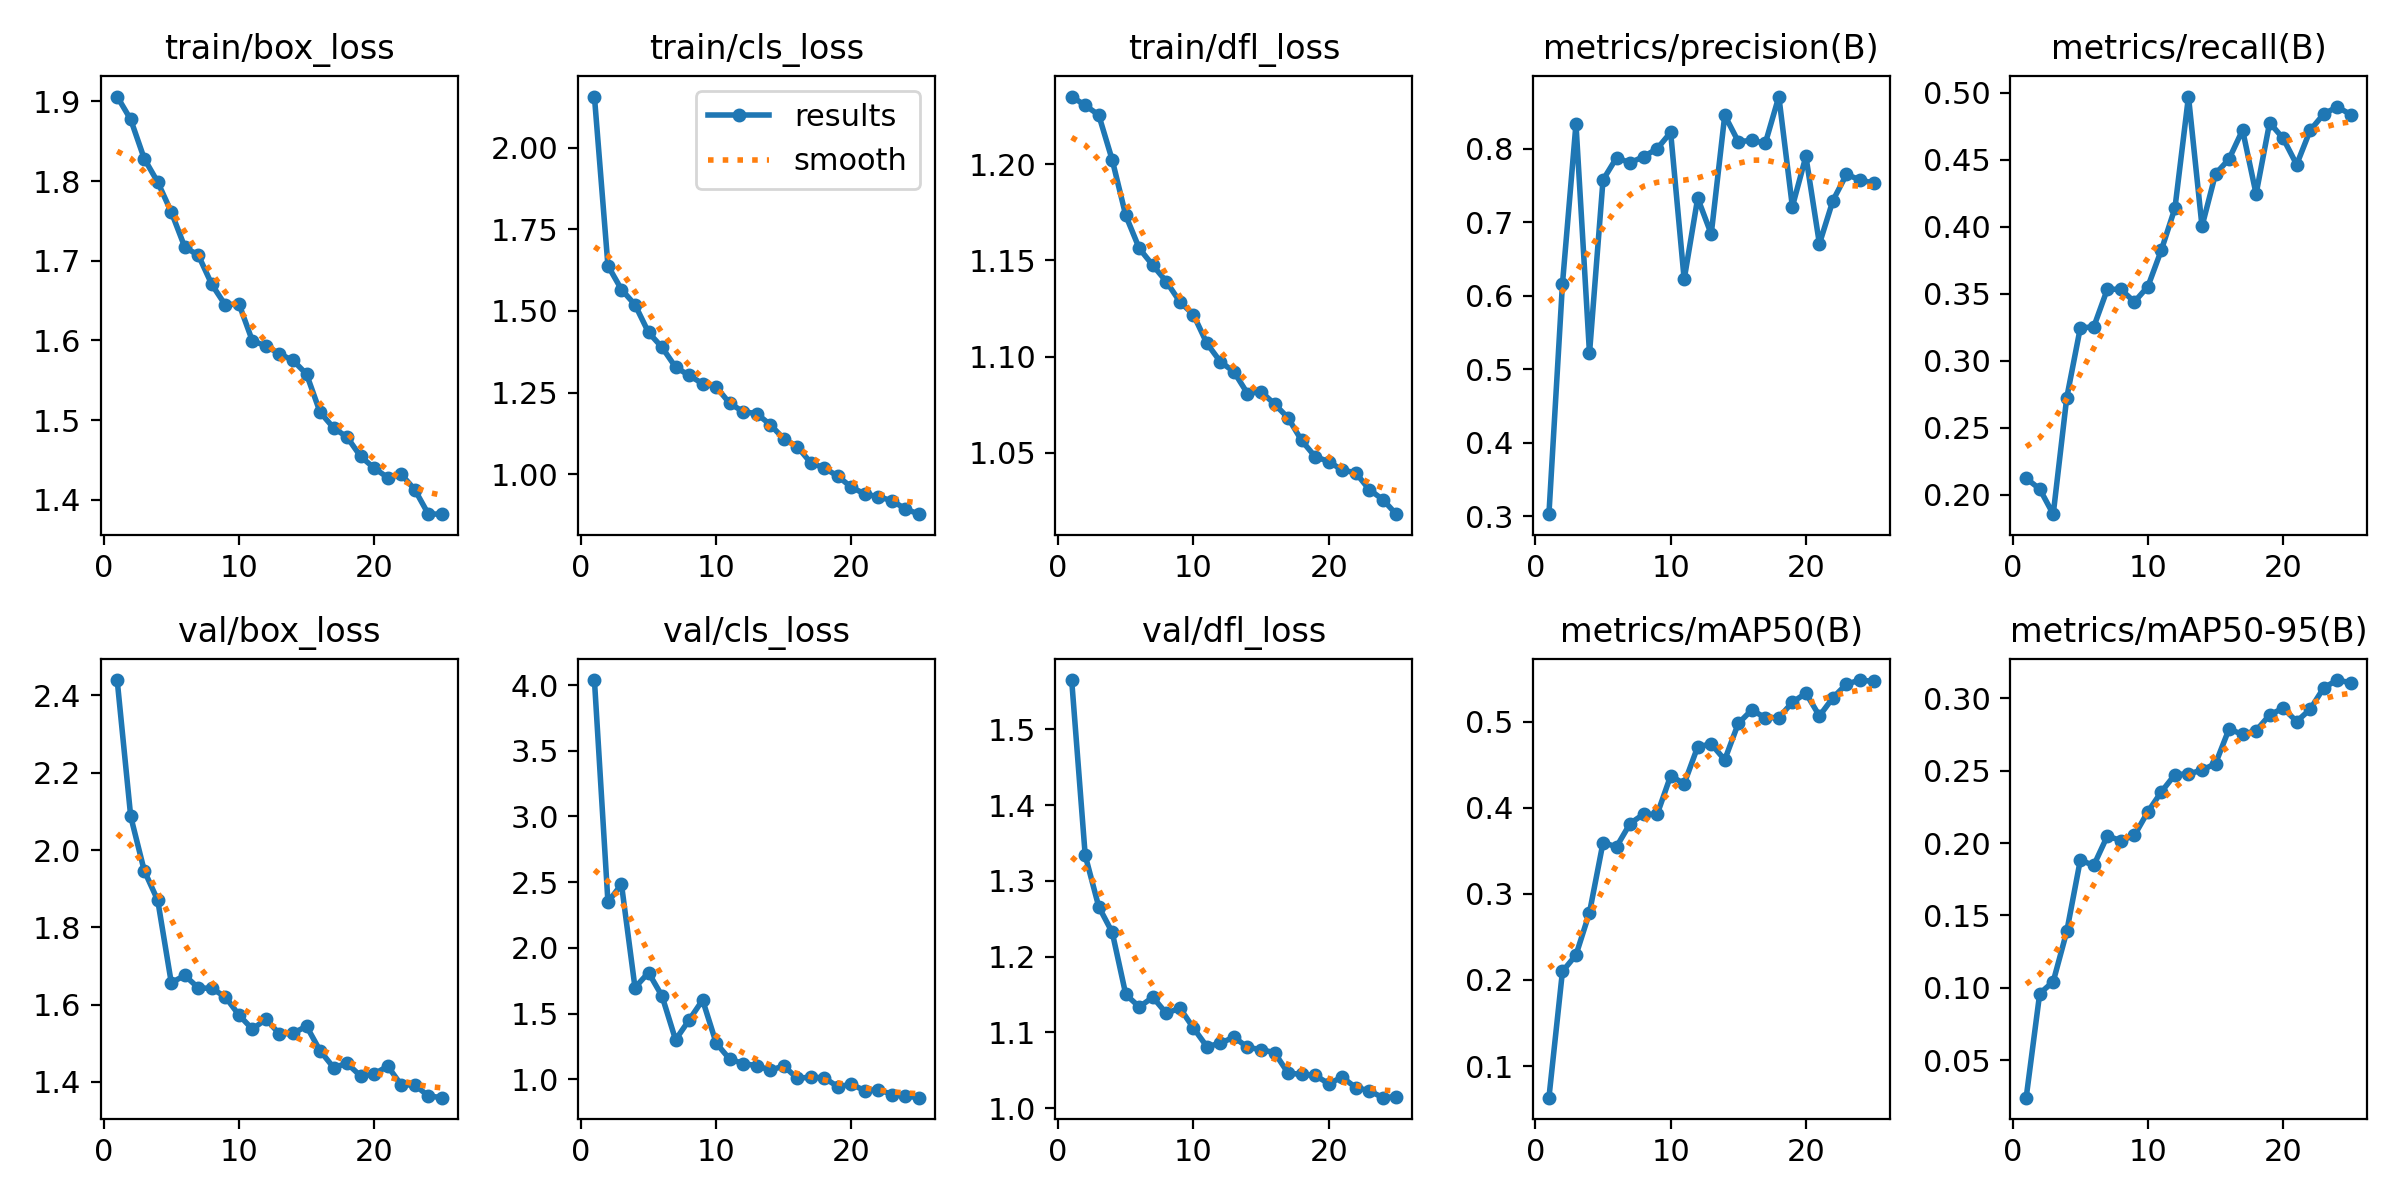 train/box_loss
1.9
1.8
1.7
1.6
1.5
1.4
0 10 20
train/cls_loss
results
smooth
2.00
1.75
1.50
1.25
1.00
0 10 20
train/dfl_loss
1.20
1.15
1.10
1.05
0 10 20
metrics/precision(B)
0.8
0.7
0.6
0.5
0.4
0.3
0 10 20
metrics/recall(B)
0.50
0.45
0.40
0.35
0.30
0.25
0.20
0 10 20
val/box_loss
2.4
2.2
2.0
1.8
1.6
1.4
0 10 20
val/cls_loss
4.0
3.5
3.0
2.5
2.0
1.5
1.0
0 10 20
val/dfl_loss
1.5
1.4
1.3
1.2
1.1
1.0
0 10 20
metrics/mAP50(B)
0.5
0.4
0.3
0.2
0.1
0 10 20
metrics/mAP50-95(B)
0.30
0.25
0.20
0.15
0.10
0.05
0 10 20